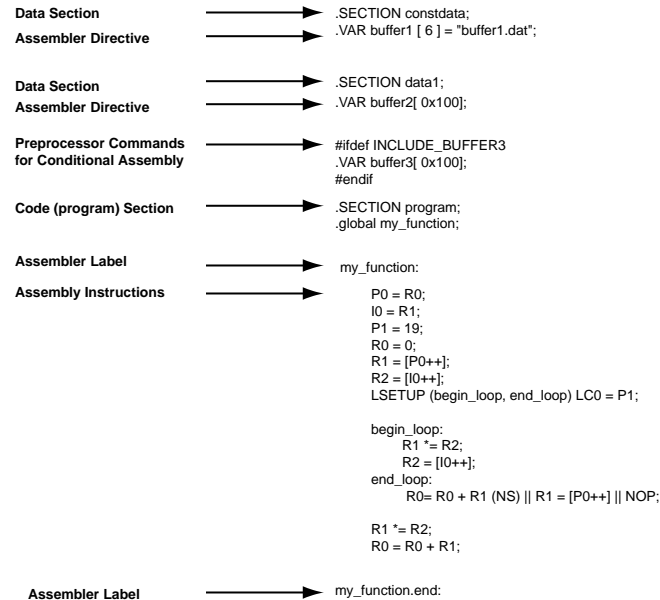 Data Section .SECTION constdata;
Assembler Directive .VAR buffer1 [ 6 ] = "buffer1.dat";
Data Section .SECTION data1;
Assembler Directive .VAR buffer2[ 0x100];
Preprocessor Commands #ifdef INCLUDE_BUFFER3
for Conditional Assembly .VAR buffer3[ 0x100];
#endif
Code (program) Section .SECTION program;
.global my_function;
Assembler Label my_function:
Assembly Instructions P0 = R0;
I0 = R1;
P1 = 19;
R0 = 0;
R1 = [P0++];
R2 = [I0++];
LSETUP (begin_loop, end_loop) LC0 = P1;
begin_loop:
R1 *= R2;
R2 = [I0++];
end_loop:
R0= R0 + R1 (NS) || R1 = [P0++] || NOP;
R1 *= R2;
R0 = R0 + R1;
Assembler Label my_function.end: